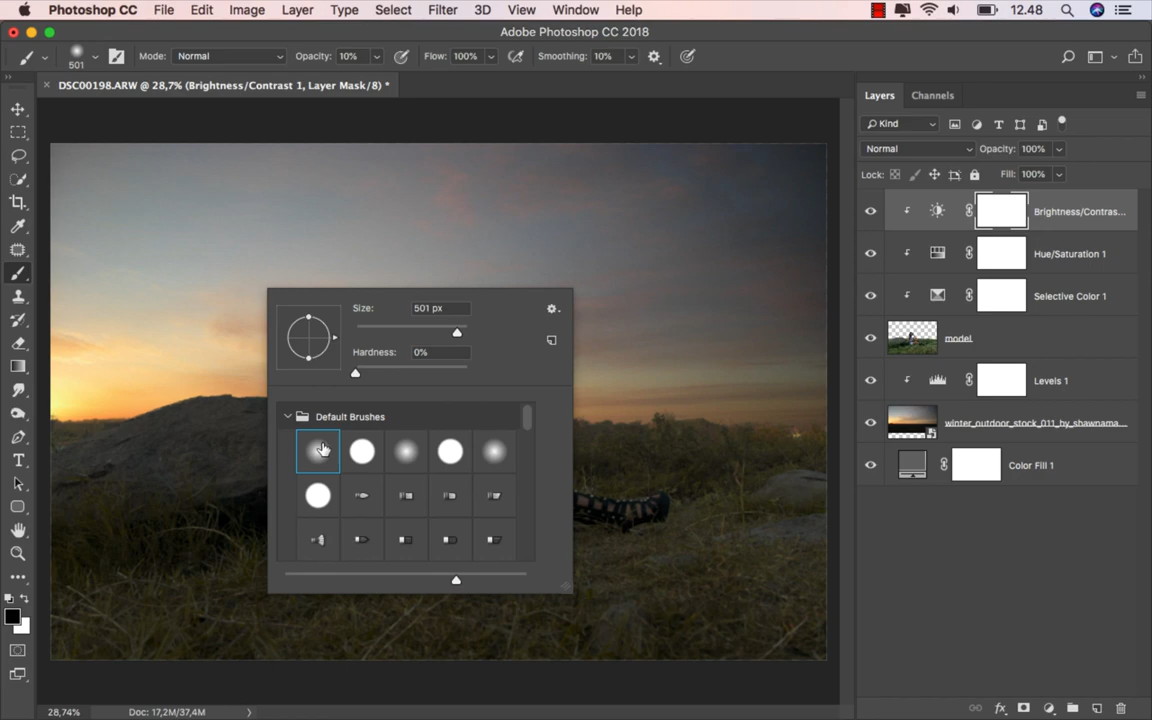 Photoshop CC File Edit Image Layer Type Select Filter 3D View Window Help 12.48
Adobe Photoshop CC 2018
501 Mode: Normal Opacity: 10% Flow: 100% Smoothing: 10%
DSC00198.ARW @ 28,7% (Brightness/Contrast 1, Layer Mask/8) *
Layers Channels
Kind
Normal Opacity: 100%
Lock: Fill: 100%
Brightness/Contras...
Hue/Saturation 1
Selective Color 1
model
Levels 1
winter_outdoor_stock_011_by_shawnama...
Color Fill 1
Size: 501 px
Hardness: 0%
Default Brushes
28,74% Doc: 17,2M/37,4M